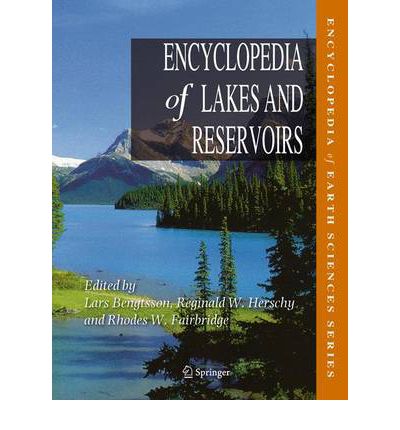 ENCYCLOPEDIA
of LAKES AND
RESERVOIRS
Edited by
Lars Bengtsson, Reginald W. Herschy
and Rhodes W. Fairbridge
Springer
ENCYCLOPEDIA of EARTH SCIENCES SERIES